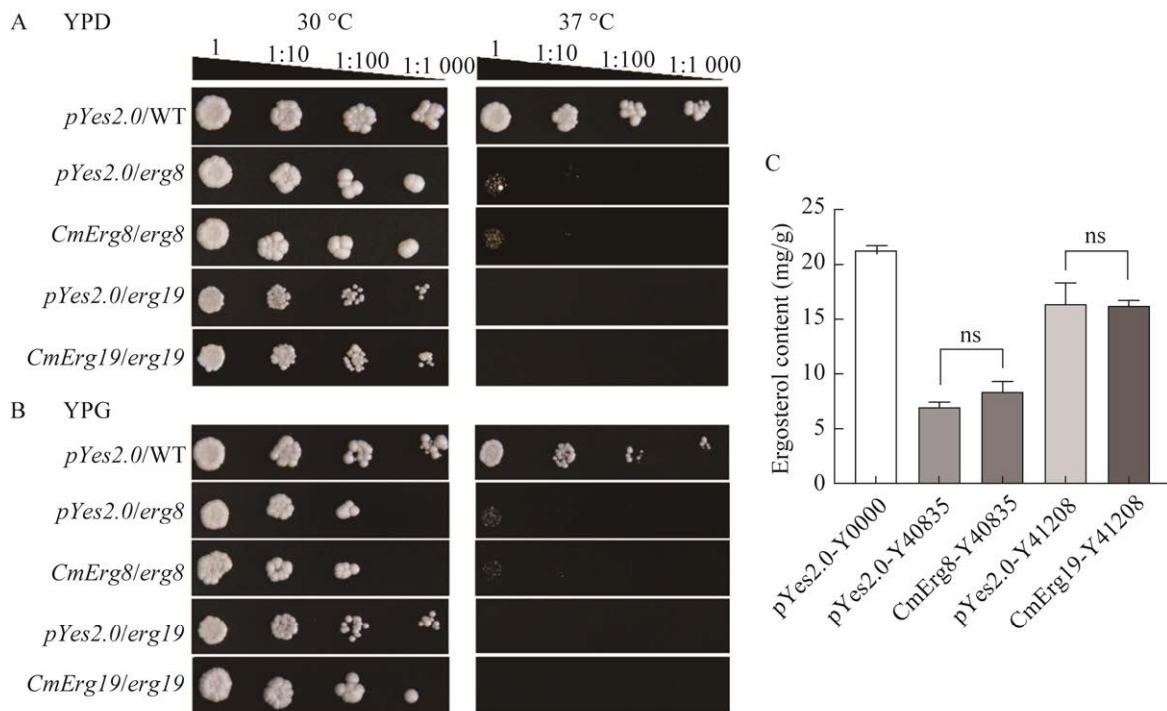 A YPD 30 °C 37 °C
1 1:10 1:100 1:1 000 1 1:10 1:100 1:1 000
pYes2.0/WT
pYes2.0/erg8
CmErg8/erg8
pYes2.0/erg19
CmErg19/erg19
B YPG
pYes2.0/WT
pYes2.0/erg8
CmErg8/erg8
pYes2.0/erg19
CmErg19/erg19
C
Ergosterol content (mg/g)
25
20
15
10
5
0
ns
ns
pYes2.0-Y0000
pYes2.0-Y40835
CmErg8-Y40835
pYes2.0-Y41208
CmErg19-Y41208